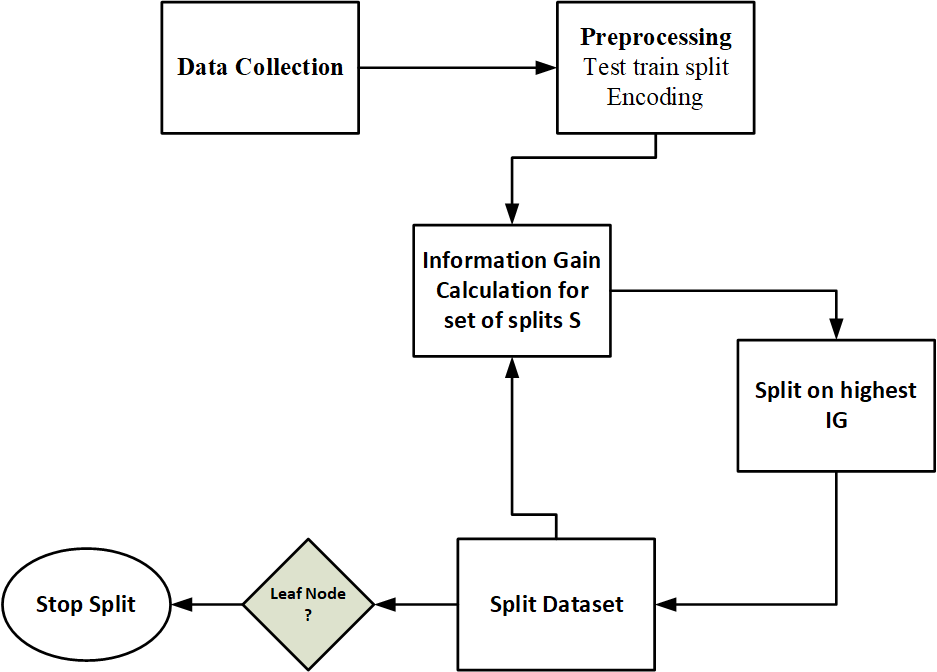 Data Collection
Preprocessing
Test train split
Encoding
Information Gain
Calculation for
set of splits S
Split on highest
IG
Split Dataset
Leaf Node
?
Stop Split